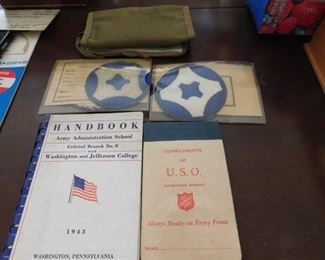 HANDBOOK
Army Administration School
Enlisted Branch No. 8
and
Washington and Jefferson College
1943
WASHINGTON, PENNSYLVANIA
COMPLIMENTS
OF
U.S.O.
Always Ready on Every Front
NAME